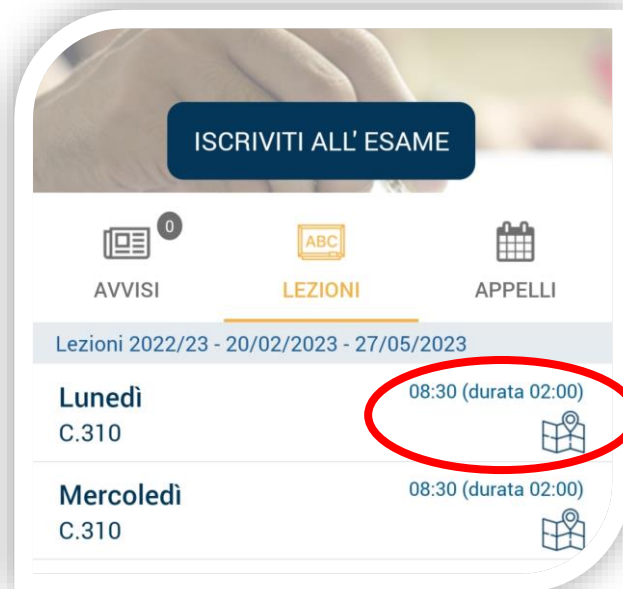 ISCRIVITI ALL' ESAME
0
ABC
AVVISI LEZIONI APPELLI
Lezioni 2022/23 - 20/02/2023 - 27/05/2023
Lunedì 08:30 (durata 02:00)
C.310
Mercoledì 08:30 (durata 02:00)
C.310